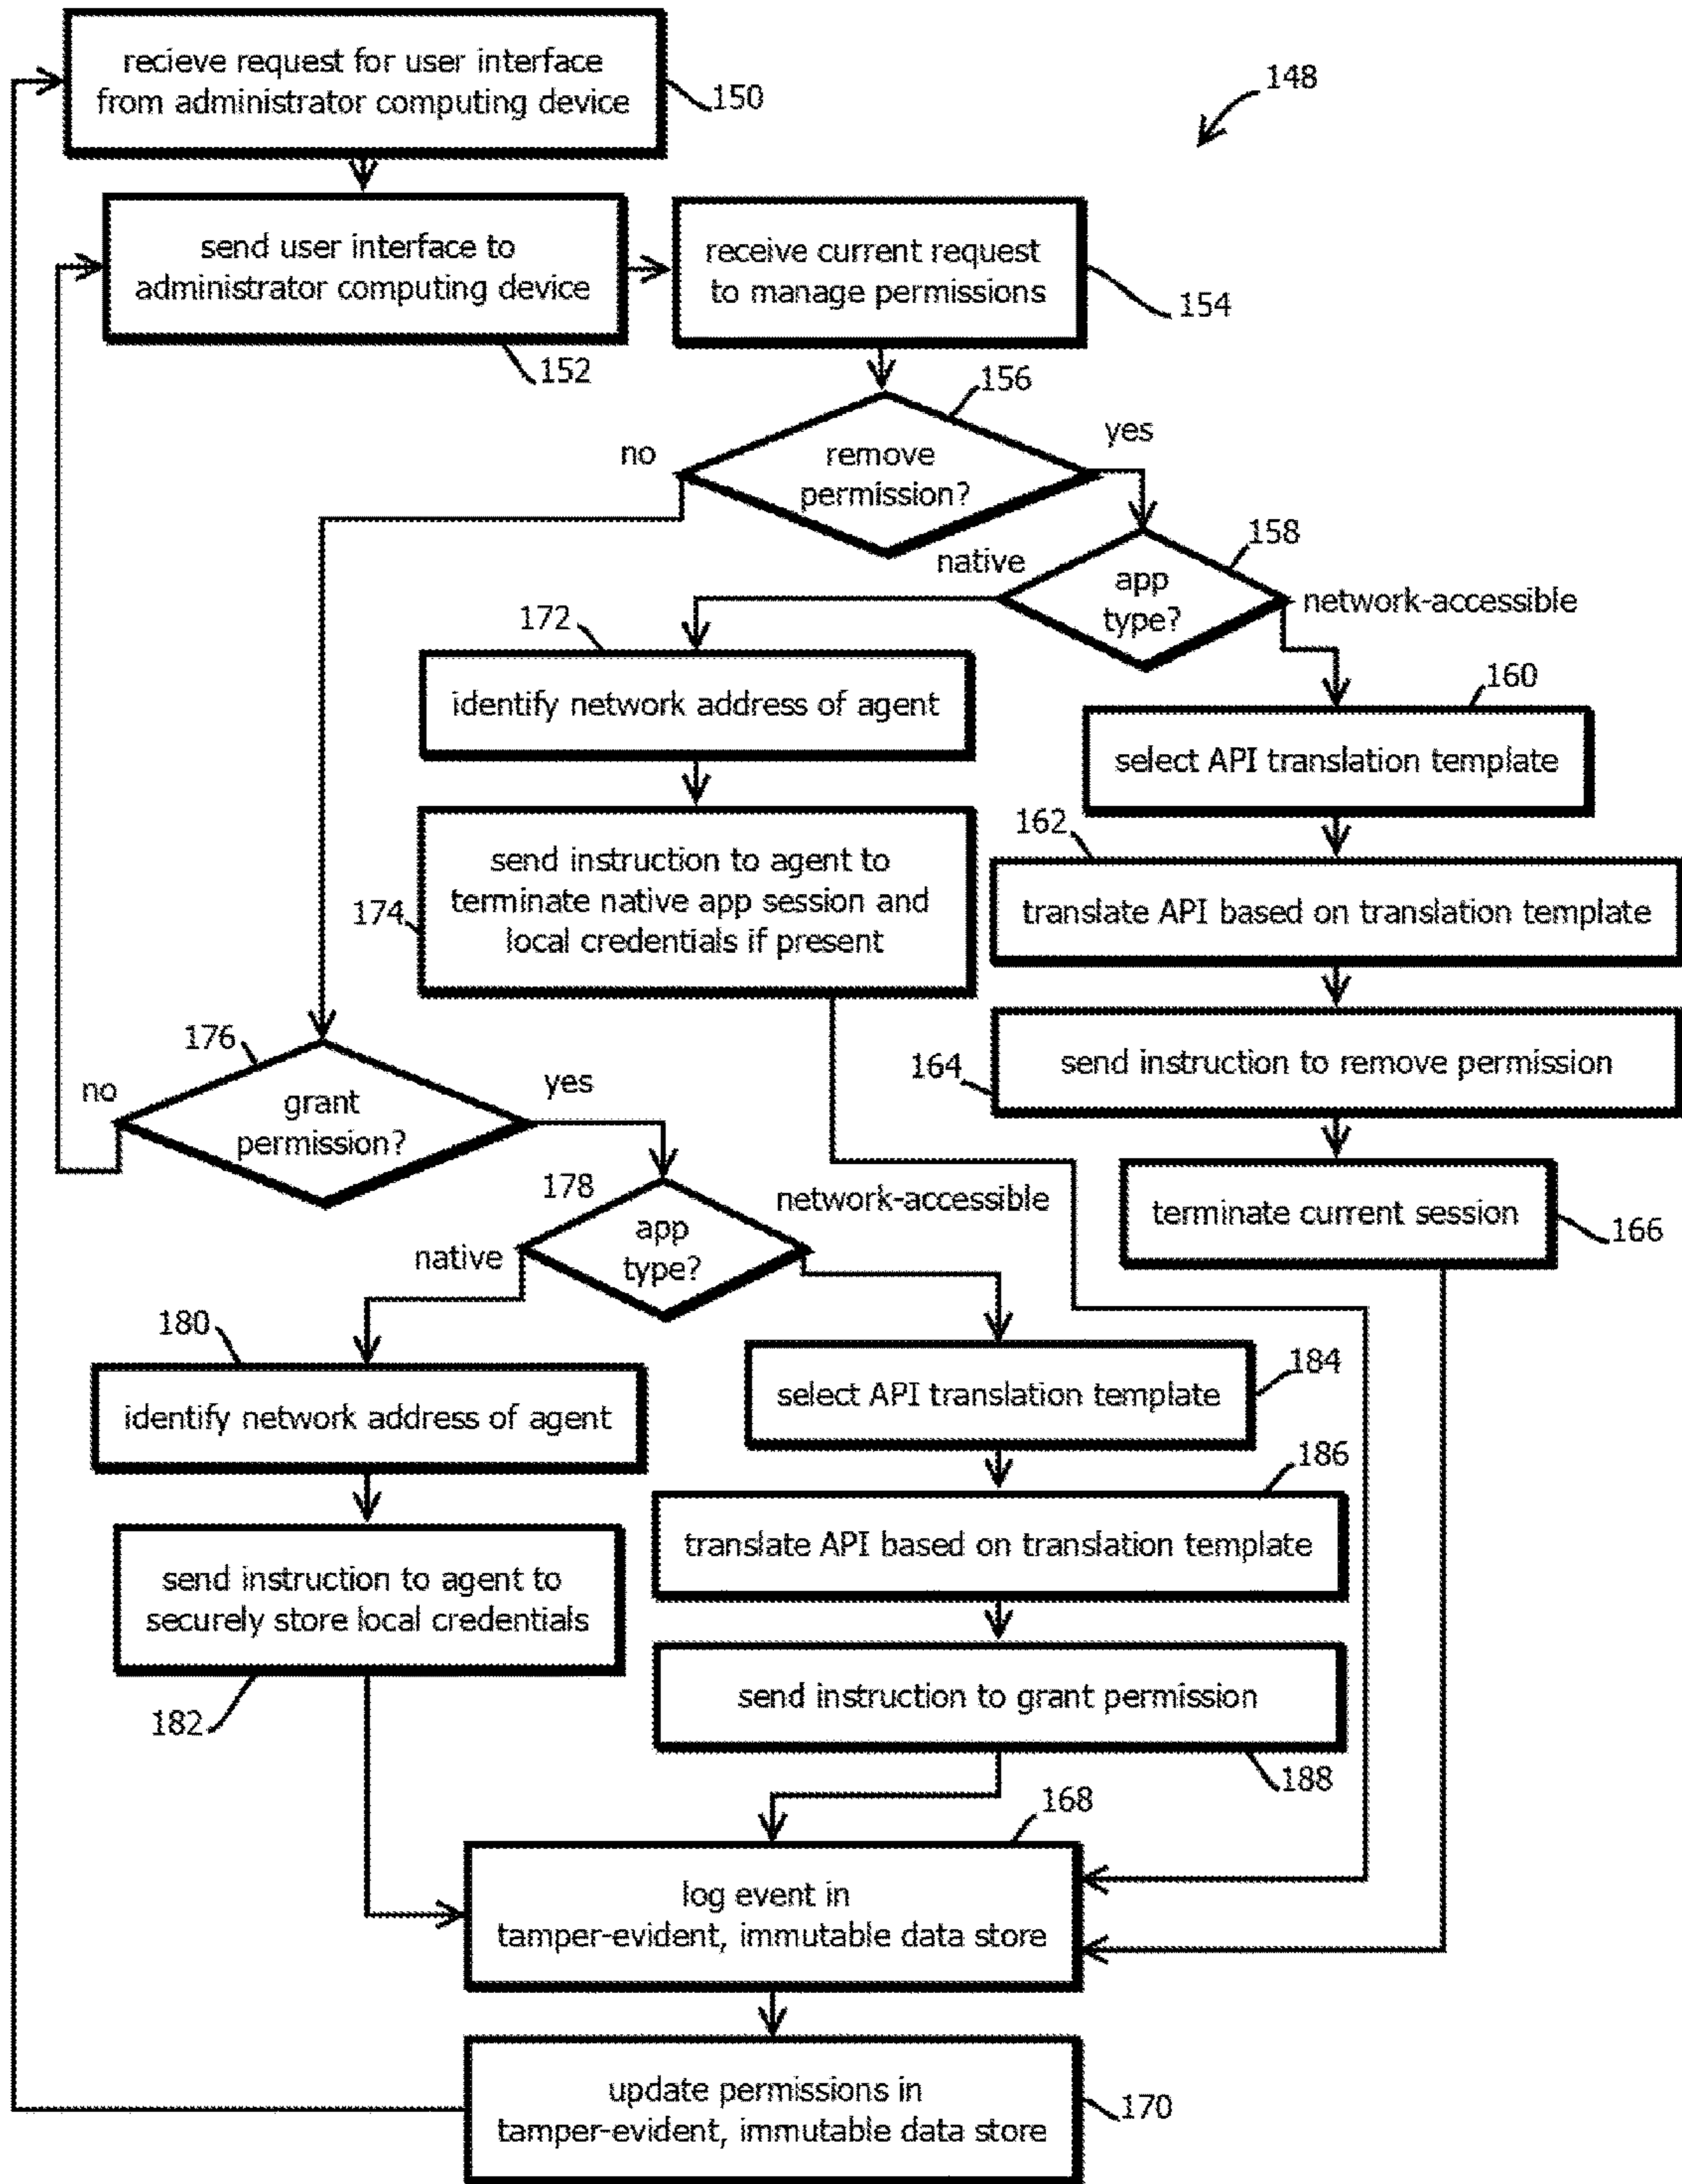 recieve request for user interface
from administrator computing device
150
148
send user interface to
administrator computing device
152
receive current request
to manage permissions
154
156
remove
permission?
no
yes
158
app
type?
native
network-accessible
172
identify network address of agent
160
select API translation template
174
send instruction to agent to
terminate native app session and
local credentials if present
162
translate API based on translation template
164
send instruction to remove permission
176
grant
permission?
no
yes
terminate current session
166
178
app
type?
native
network-accessible
180
identify network address of agent
184
select API translation template
186
translate API based on translation template
send instruction to agent to
securely store local credentials
182
send instruction to grant permission
188
168
log event in
tamper-evident, immutable data store
update permissions in
tamper-evident, immutable data store
170